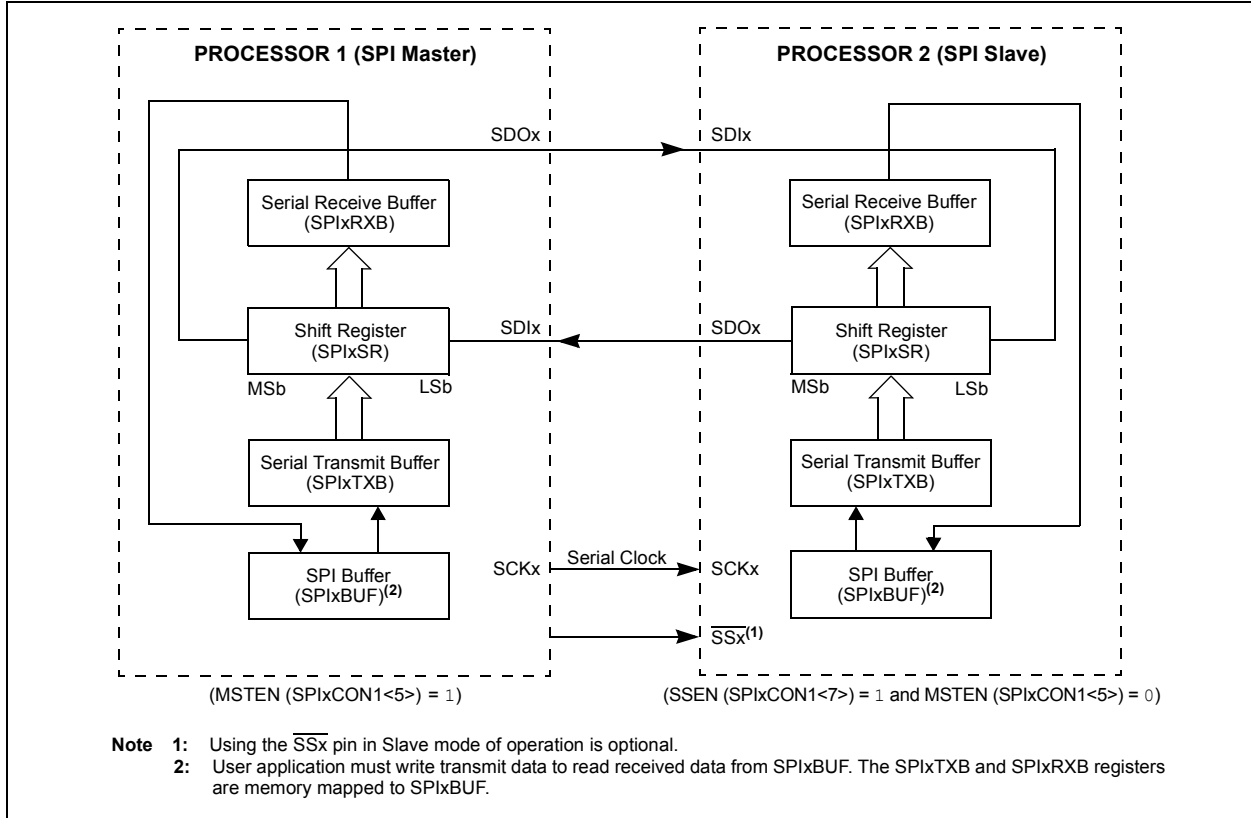 PROCESSOR 1 (SPI Master)
PROCESSOR 2 (SPI Slave)
SDOx
SDIx
Serial Receive Buffer
(SPIxRXB)
Serial Receive Buffer
(SPIxRXB)
Shift Register
(SPIxSR)
SDIx
SDOx
Shift Register
(SPIxSR)
MSb
LSb
MSb
LSb
Serial Transmit Buffer
(SPIxTXB)
Serial Transmit Buffer
(SPIxTXB)
SPI Buffer
(SPIxBUF)(2)
SCKx
Serial Clock
SCKx
SPI Buffer
(SPIxBUF)(2)
SSx(1)
(MSTEN (SPIxCON1<5>) = 1)
(SSEN (SPIxCON1<7>) = 1 and MSTEN (SPIxCON1<5>) = 0)
Note 1: Using the SSx pin in Slave mode of operation is optional.
2: User application must write transmit data to read received data from SPIxBUF. The SPIxTXB and SPIxRXB registers
are memory mapped to SPIxBUF.